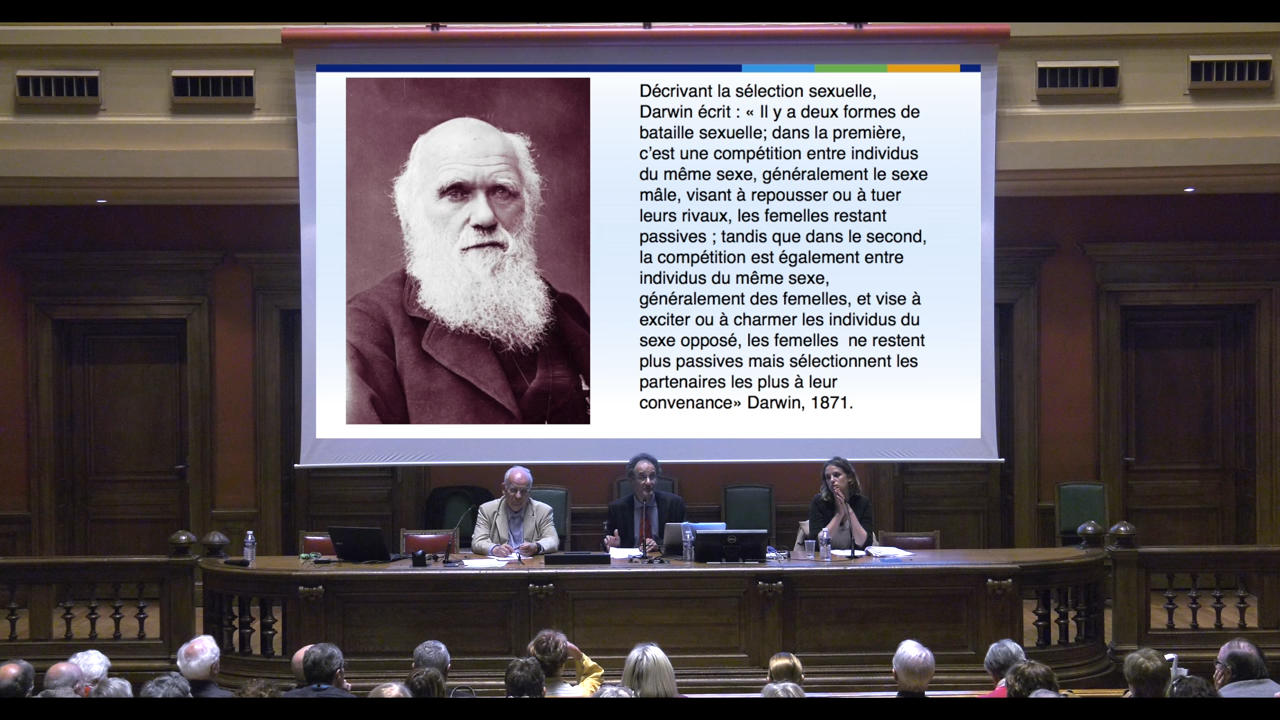 Décrivant la sélection sexuelle,
Darwin écrit : « Il y a deux formes de
bataille sexuelle; dans la première,
c’est une compétition entre individus
du même sexe, généralement le sexe
mâle, visant à repousser ou à tuer
leurs rivaux, les femelles restant
passives ; tandis que dans le second,
la compétition est également entre
individus du même sexe,
généralement des femelles, et vise à
exciter ou à charmer les individus du
sexe opposé, les femelles  ne restent
plus passives mais sélectionnent les
partenaires les plus à leur
convenance» Darwin, 1871.